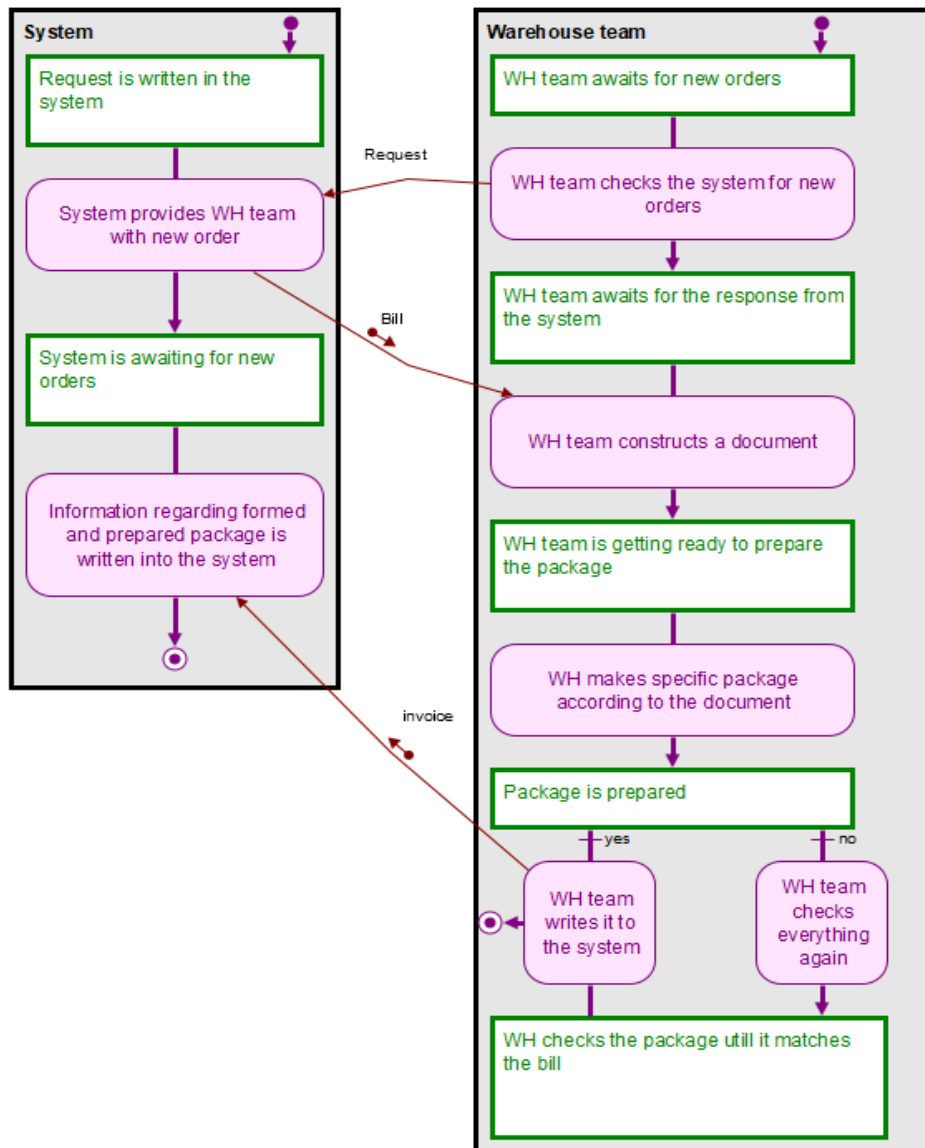 System
Request is written in the
system
System provides WH team
with new order
System is awaiting for new
orders
Information regarding formed
and prepared package is
written into the system
Request
Bill
invoice
Warehouse team
WH team awaits for new orders
WH team checks the system for new
orders
WH team awaits for the response from
the system
WH team constructs a document
WH team is getting ready to prepare
the package
WH makes specific package
according to the document
Package is prepared
yes
no
WH team
writes it to
the system
WH team
checks
everything
again
WH checks the package utill it matches
the bill